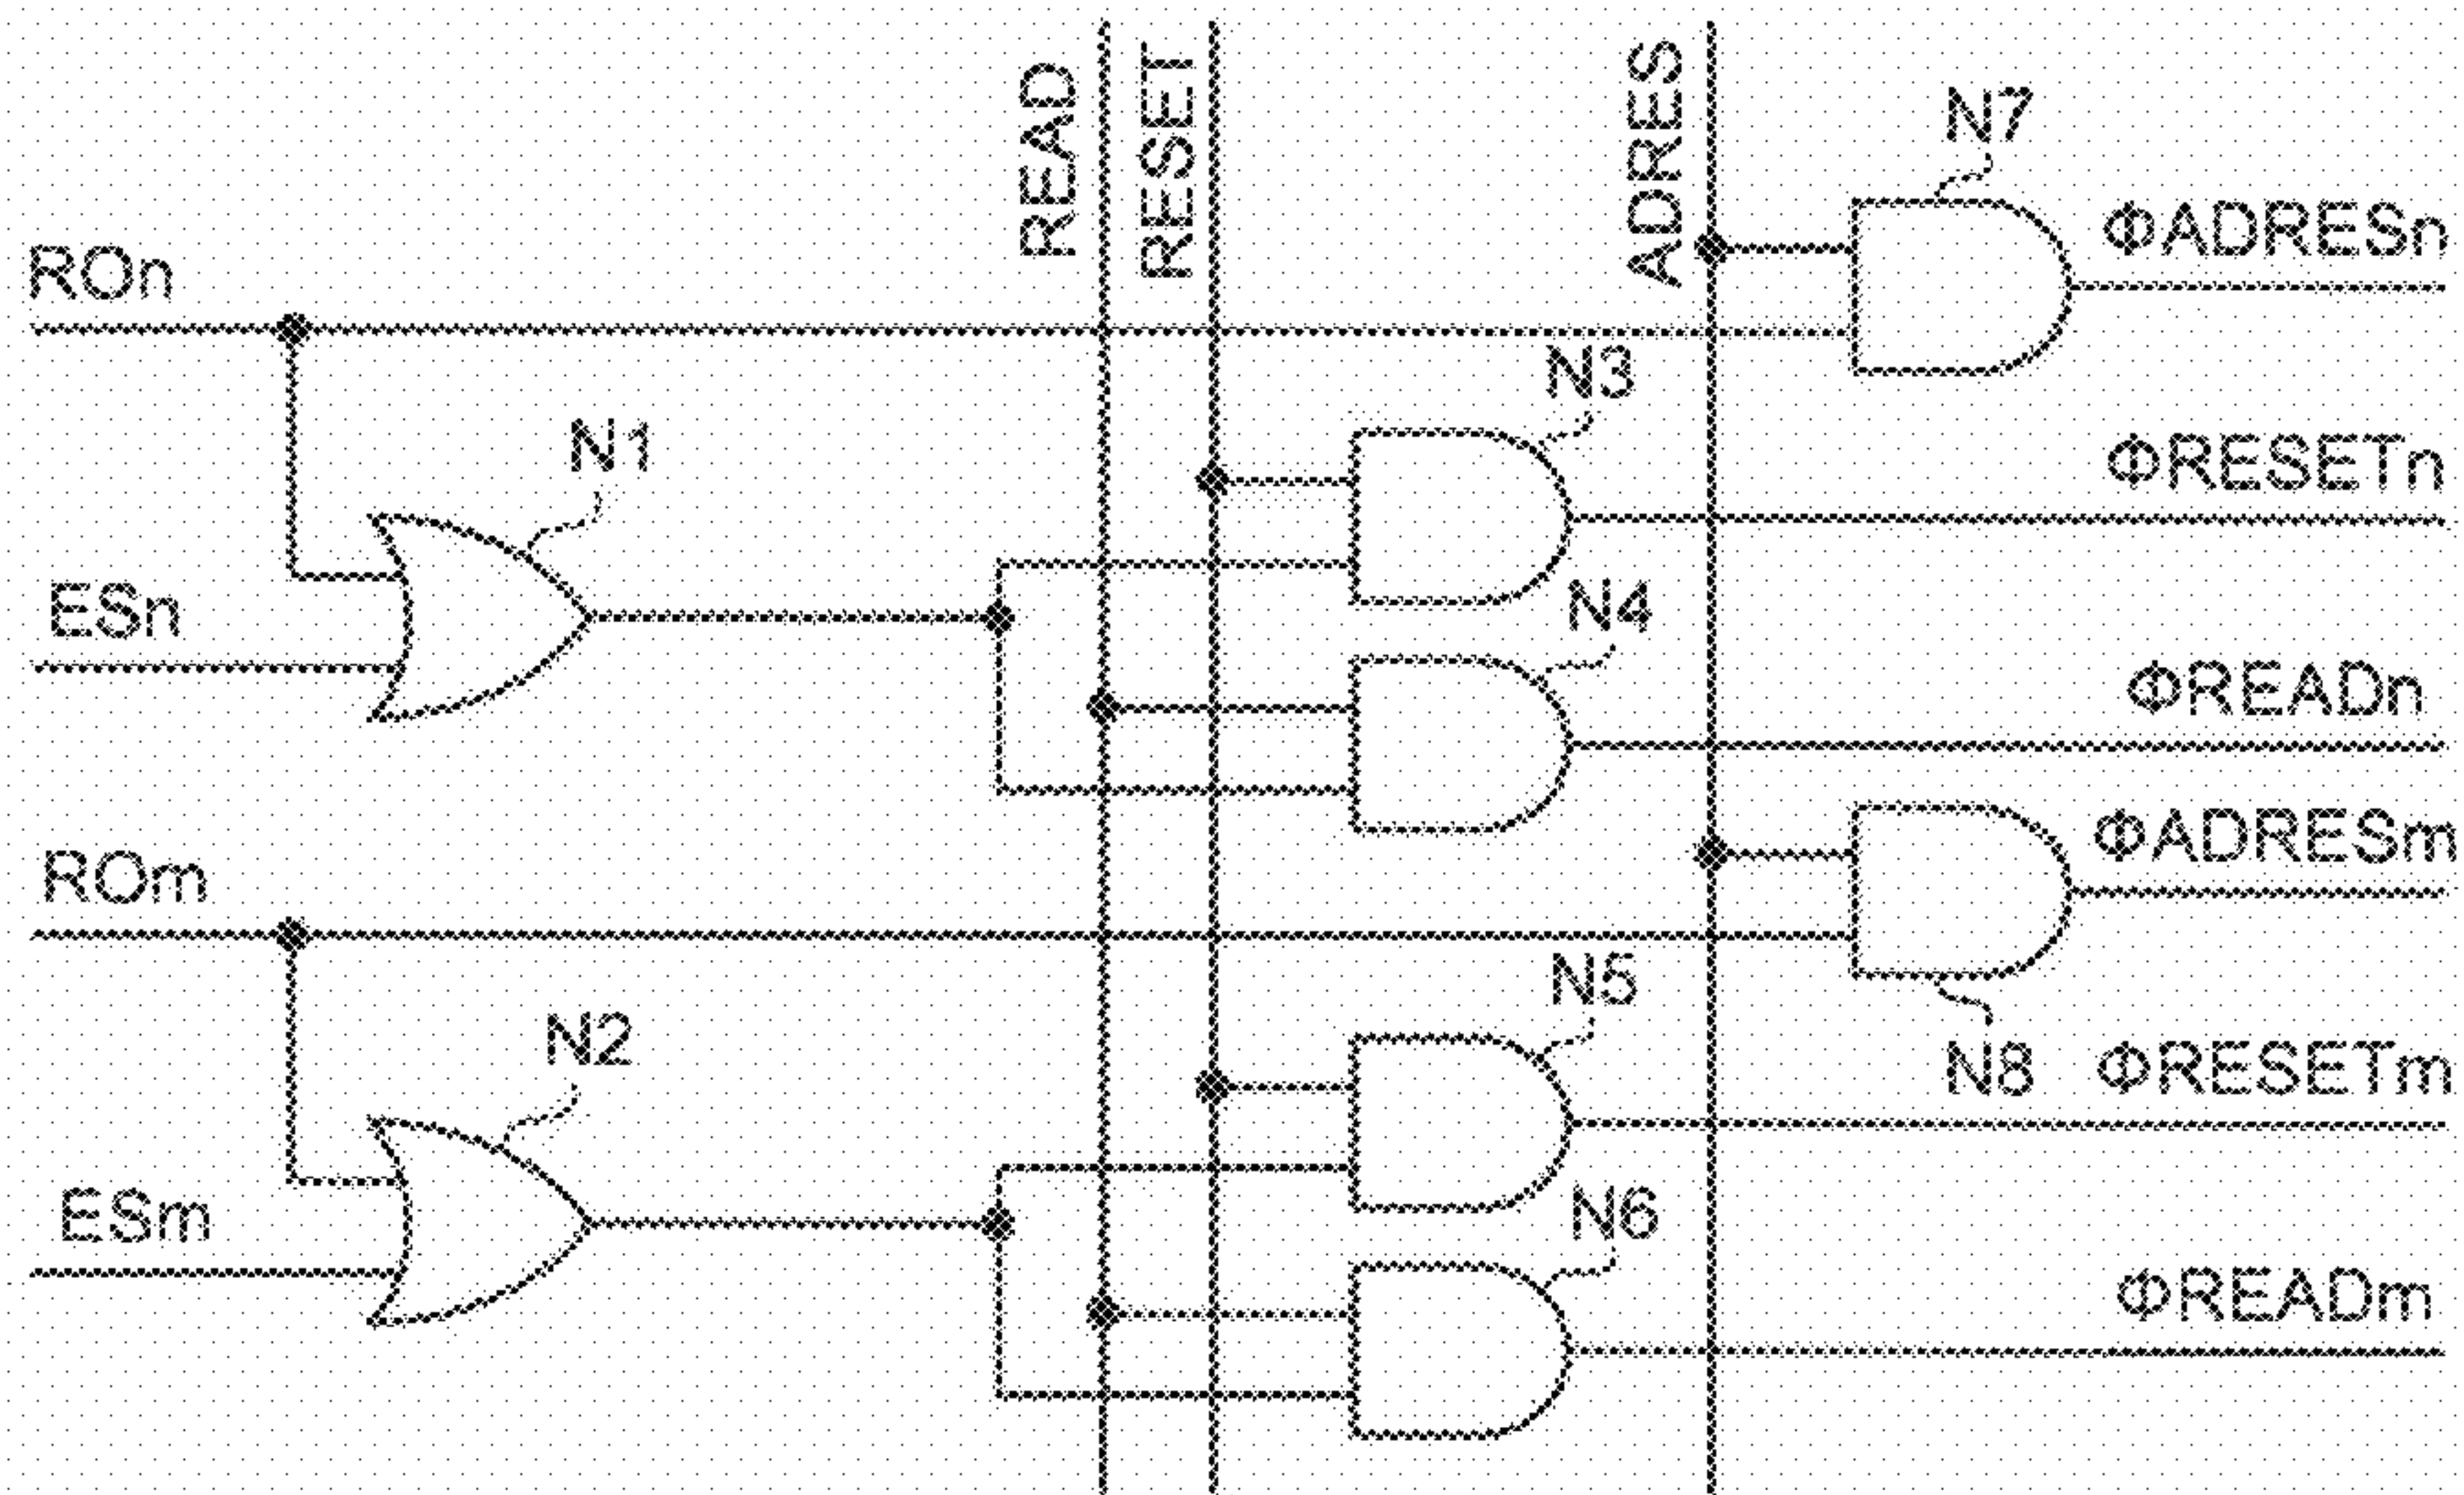 READ
RESET
ADRES
N7
ΦADRESn
ROn
N3
N1
ΦRESETn
ESn
N4
ΦREADn
ROm
ΦADRESm
N5
N2
N8
ΦRESETm
ESm
N6
ΦREADm